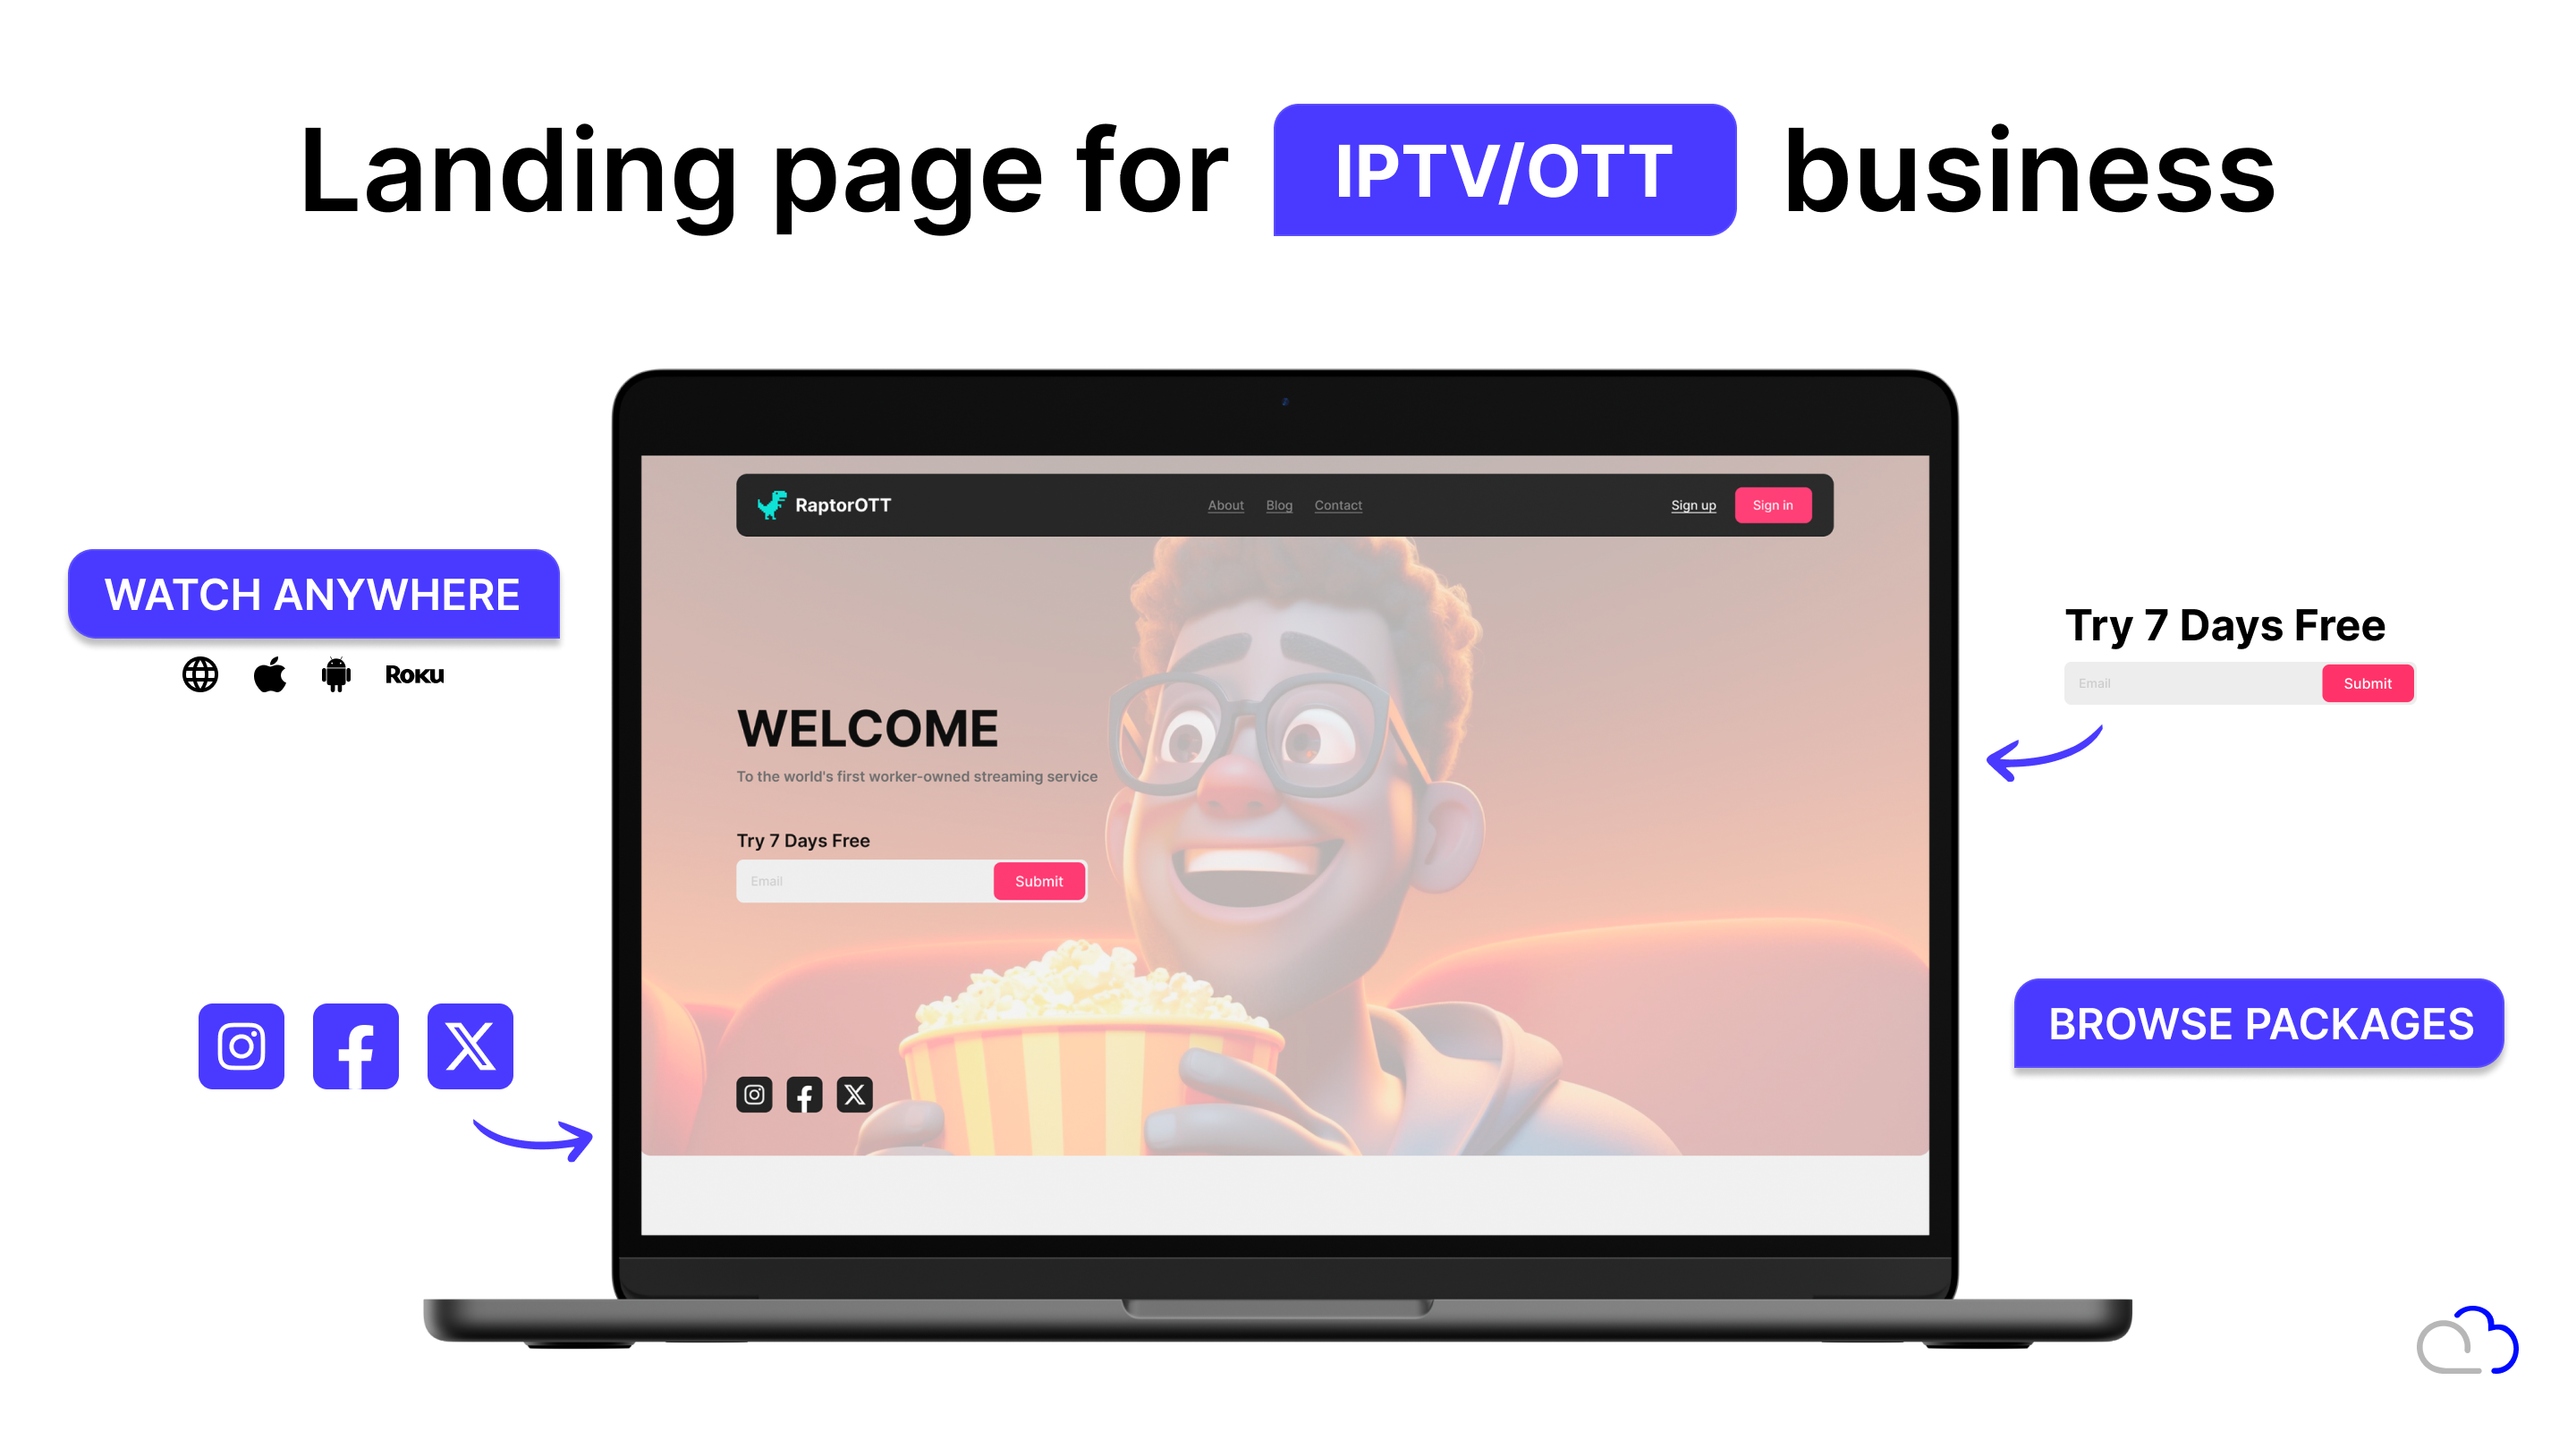 Landing page for IPTV/OTT business
RaptorOTT
About Blog Contact
Sign up Sign in
WATCH ANYWHERE
ROKU
WELCOME
To the world's first worker-owned streaming service
Try 7 Days Free
Email Submit
Try 7 Days Free
Email Submit
BROWSE PACKAGES